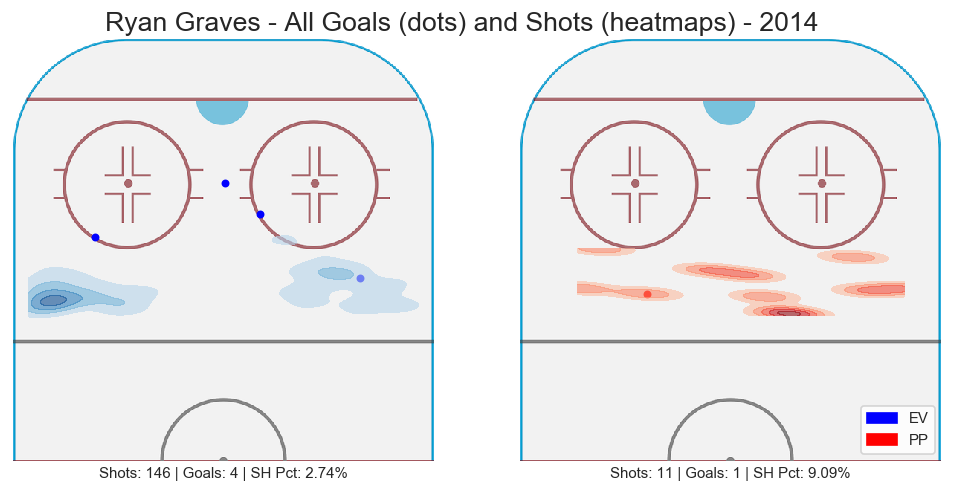 Ryan Graves - All Goals (dots) and Shots (heatmaps) - 2014
EV
PP
Shots: 146 | Goals: 4 | SH Pct: 2.74%
Shots: 11 | Goals: 1 | SH Pct: 9.09%